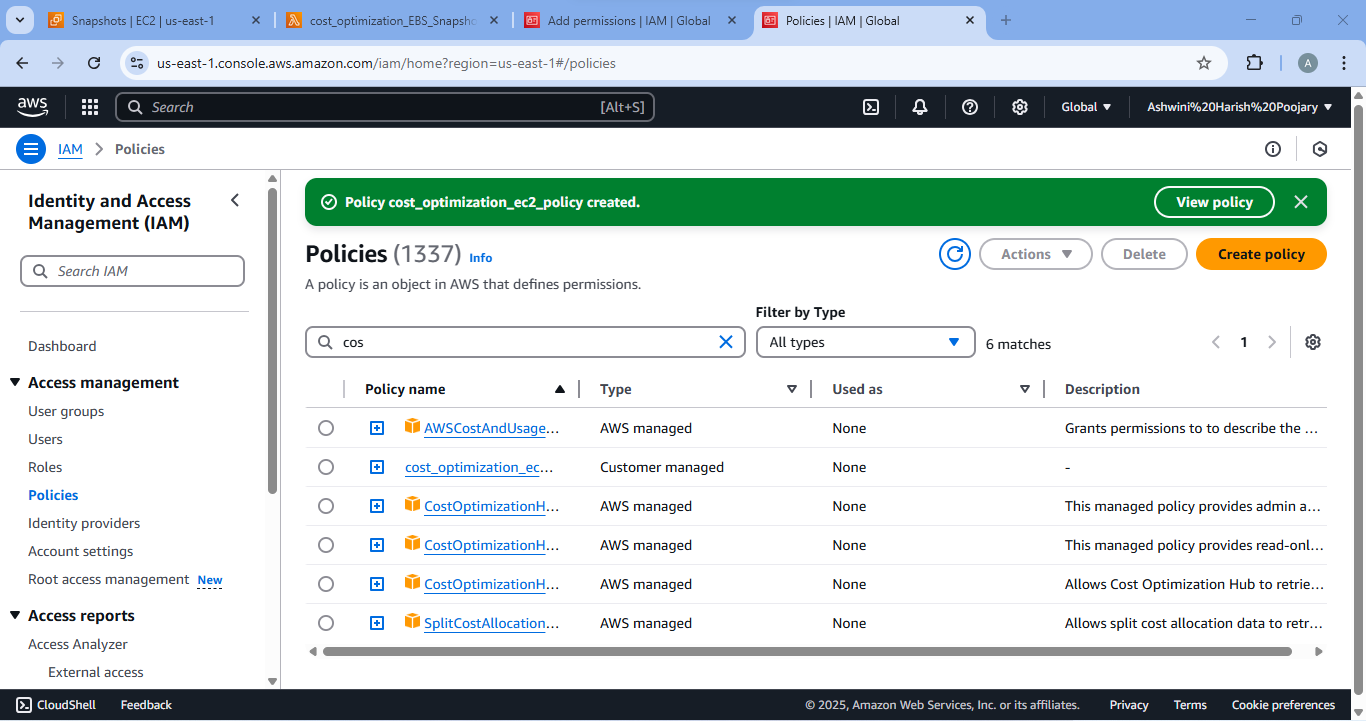 Snapshots | EC2 | us-east-1
cost_optimization_EBS_Snapsho
Add permissions | IAM | Global
Policies | IAM | Global
us-east-1.console.aws.amazon.com/iam/home?region=us-east-1#/policies
A
aws
Search
[Alt+S]
Global
Ashwini%20Harish%20Poojary
IAM
Policies
Identity and Access
Management (IAM)
Search IAM
Dashboard
Access management
User groups
Users
Roles
Policies
Identity providers
Account settings
Root access management New
Access reports
Access Analyzer
External access
Policy cost_optimization_ec2_policy created.
View policy
Policies (1337) Info
Actions
Delete
Create policy
A policy is an object in AWS that defines permissions.
Filter by Type
cos
All types
6 matches
1
Policy name Type Used as Description
AWSCostAndUsage... AWS managed None Grants permissions to to describe the ...
cost_optimization_ec... Customer managed None -
CostOptimizationH... AWS managed None This managed policy provides admin a...
CostOptimizationH... AWS managed None This managed policy provides read-onl...
CostOptimizationH... AWS managed None Allows Cost Optimization Hub to retrie...
SplitCostAllocation... AWS managed None Allows split cost allocation data to retr...
CloudShell
Feedback
© 2025, Amazon Web Services, Inc. or its affiliates.
Privacy
Terms
Cookie preferences